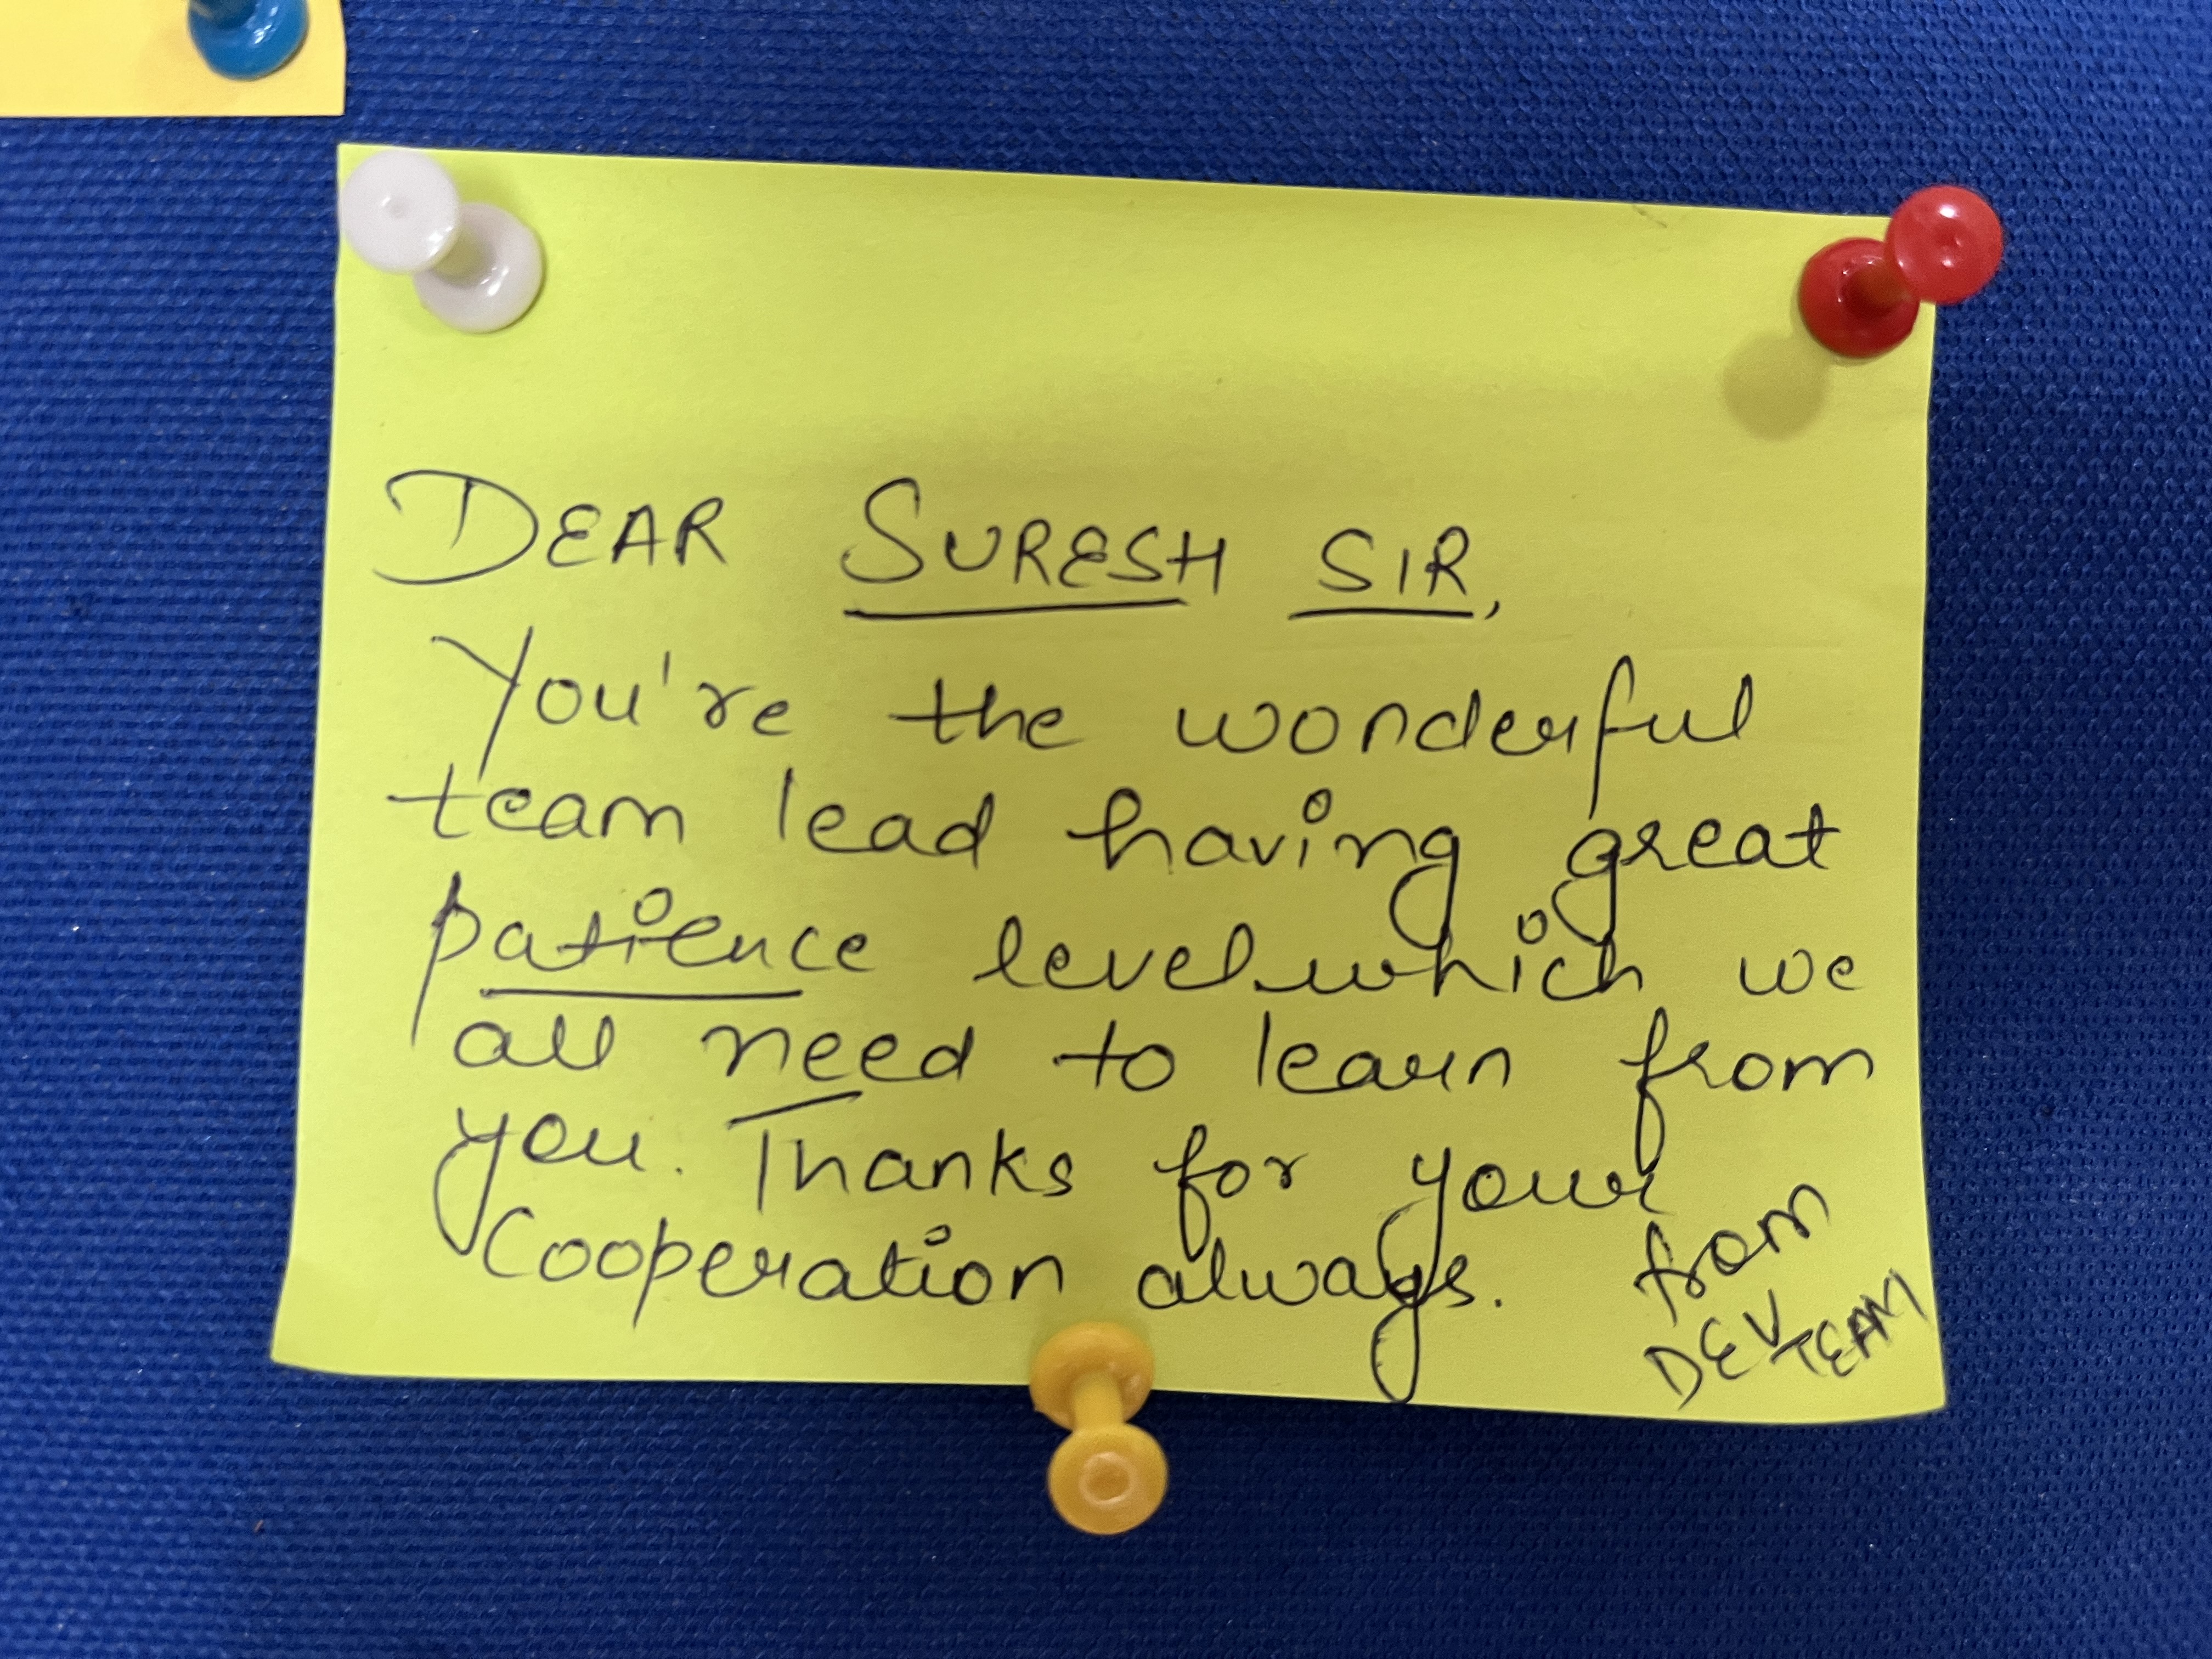 DEAR SURESH SIR,
You're the wonderful
team lead having great
patience level which we
all need to learn from
you. Thanks for your
Cooperation always.
from
DEV TEAM